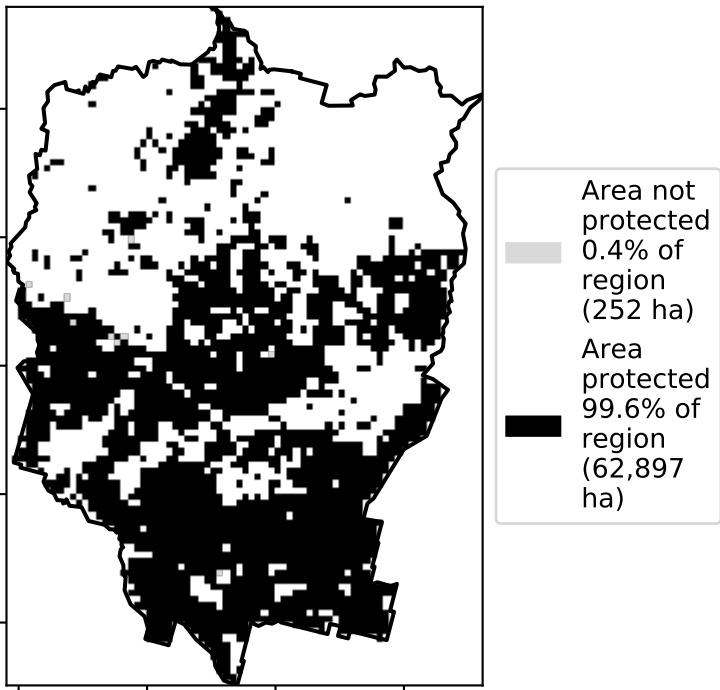 Area not
protected
0.4% of
region
(252 ha)
Area
protected
99.6% of
region
(62,897
ha)